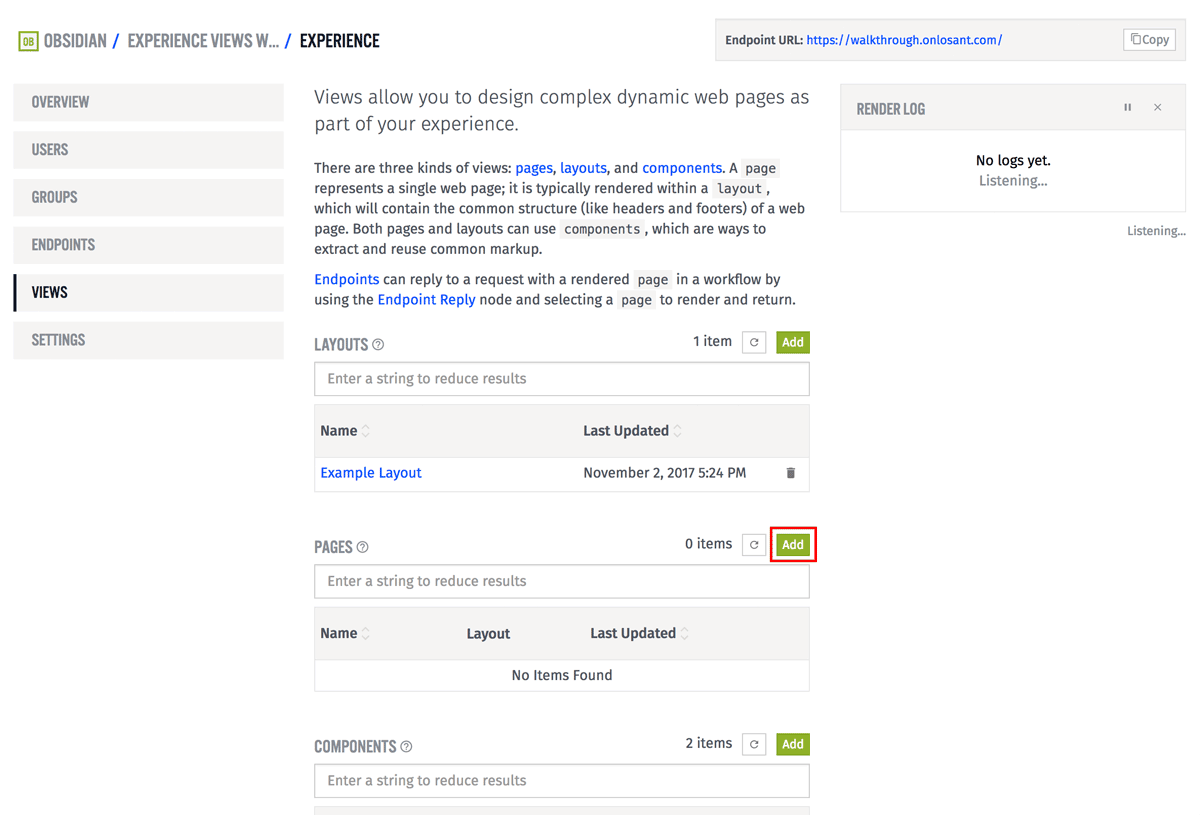 OB OBSIDIAN / EXPERIENCE VIEWS W... / EXPERIENCE
Endpoint URL: https://walkthrough.onlosant.com/ Copy
OVERVIEW
USERS
GROUPS
ENDPOINTS
VIEWS
SETTINGS
Views allow you to design complex dynamic web pages as
part of your experience.
There are three kinds of views: pages, layouts, and components. A page
represents a single web page; it is typically rendered within a layout,
which will contain the common structure (like headers and footers) of a web
page. Both pages and layouts can use components, which are ways to
extract and reuse common markup.
Endpoints can reply to a request with a rendered page in a workflow by
using the Endpoint Reply node and selecting a page to render and return.
LAYOUTS 1 item Add
Enter a string to reduce results
Name Last Updated
Example Layout November 2, 2017 5:24 PM
PAGES 0 items Add
Enter a string to reduce results
Name Layout Last Updated
No Items Found
COMPONENTS 2 items Add
Enter a string to reduce results
RENDER LOG
No logs yet.
Listening...
Listening...